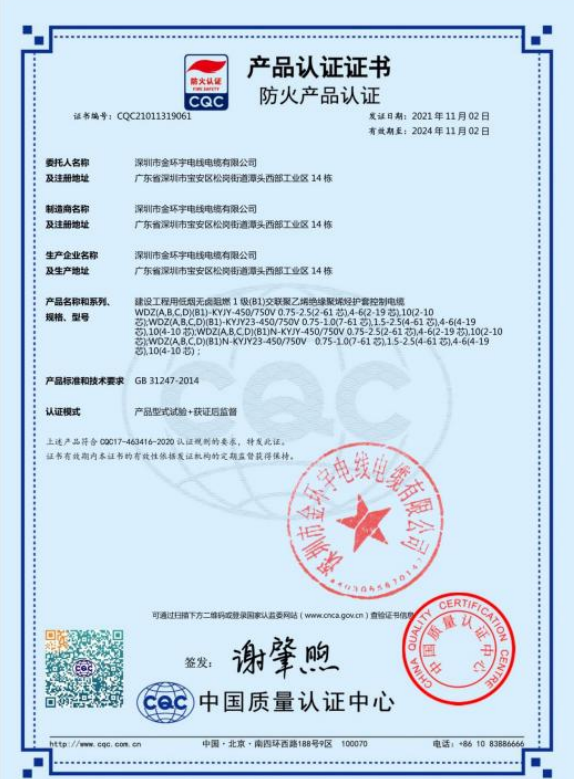 防火认证
FIRE SAFETY
CQC
产品认证证书
防火产品认证
证书编号：CQC21011319061
发证日期：2021 年 11 月 02 日
有效期至：2024 年 11 月 02 日
委托人名称 深圳市金环宇电线电缆有限公司
及注册地址 广东省深圳市宝安区松岗街道潭头西部工业区 14 栋
制造商名称 深圳市金环宇电线电缆有限公司
及注册地址 广东省深圳市宝安区松岗街道潭头西部工业区 14 栋
生产企业名称 深圳市金环宇电线电缆有限公司
及生产地址 广东省深圳市宝安区松岗街道潭头西部工业区 14 栋
产品名称和系列、 建设工程用低烟无卤阻燃 1 级(B1)交联聚乙烯绝缘聚烯烃护套控制电缆
规格、型号 WDZ(A,B,C,D)(B1)-KYJY-450/750V 0.75-2.5(2-61 芯),4-6(2-19 芯),10(2-10
芯);WDZ(A,B,C,D)(B1)-KYJY23-450/750V 0.75-1.0(7-61 芯),1.5-2.5(4-61 芯),4-6(4-19
芯),10(4-10 芯);WDZ(A,B,C,D)(B1)N-KYJY-450/750V 0.75-2.5(2-61 芯),4-6(2-19 芯),10(2-10
芯);WDZ(A,B,C,D)(B1)N-KYJY23-450/750V 0.75-1.0(7-61 芯),1.5-2.5(4-61 芯),4-6(4-19
芯),10(4-10 芯)；
产品标准和技术要求 GB 31247-2014
认证模式 产品型式试验+获证后监督
上述产品符合 CQC17-463416-2020 认证规则的要求，特发此证。
证书有效期内本证书的有效性依据发证机构的定期监督获得保持。
CQC
深圳市金环宇电线电缆有限公司
可通过扫描下方二维码或登录国家认监委网站（www.cnca.gov.cn）查验证书信息
CHINA QUALITY CERTIFICATION CENTRE
中国质量认证中心
签发：谢肇煦
CQC 中国质量认证中心
http://www.cqc.com.cn
中国·北京·南四环西路188号9区 100070
电话：+86 10 83886666